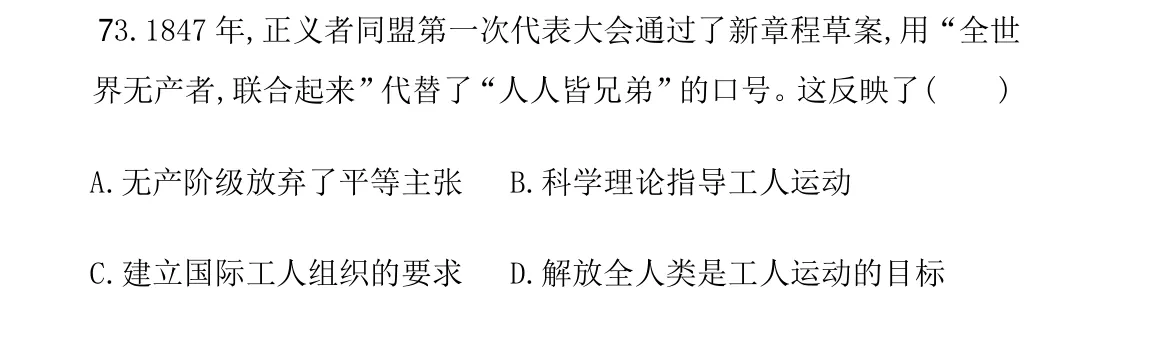 73.1847 年,正义者同盟第一次代表大会通过了新章程草案,用“全世
界无产者,联合起来”代替了“人人皆兄弟”的口号。这反映了(　　)
A.无产阶级放弃了平等主张　B.科学理论指导工人运动
C.建立国际工人组织的要求　D.解放全人类是工人运动的目标